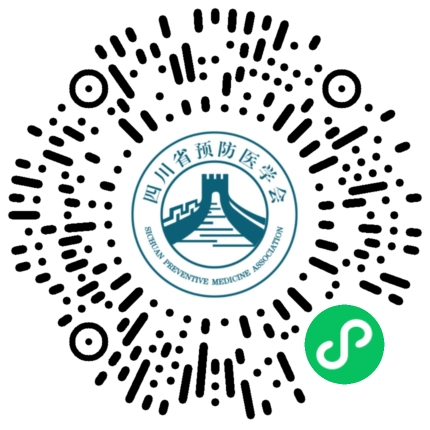 四川省预防医学会
SICHUAN PREVENTIVE MEDICINE ASSOCIATION